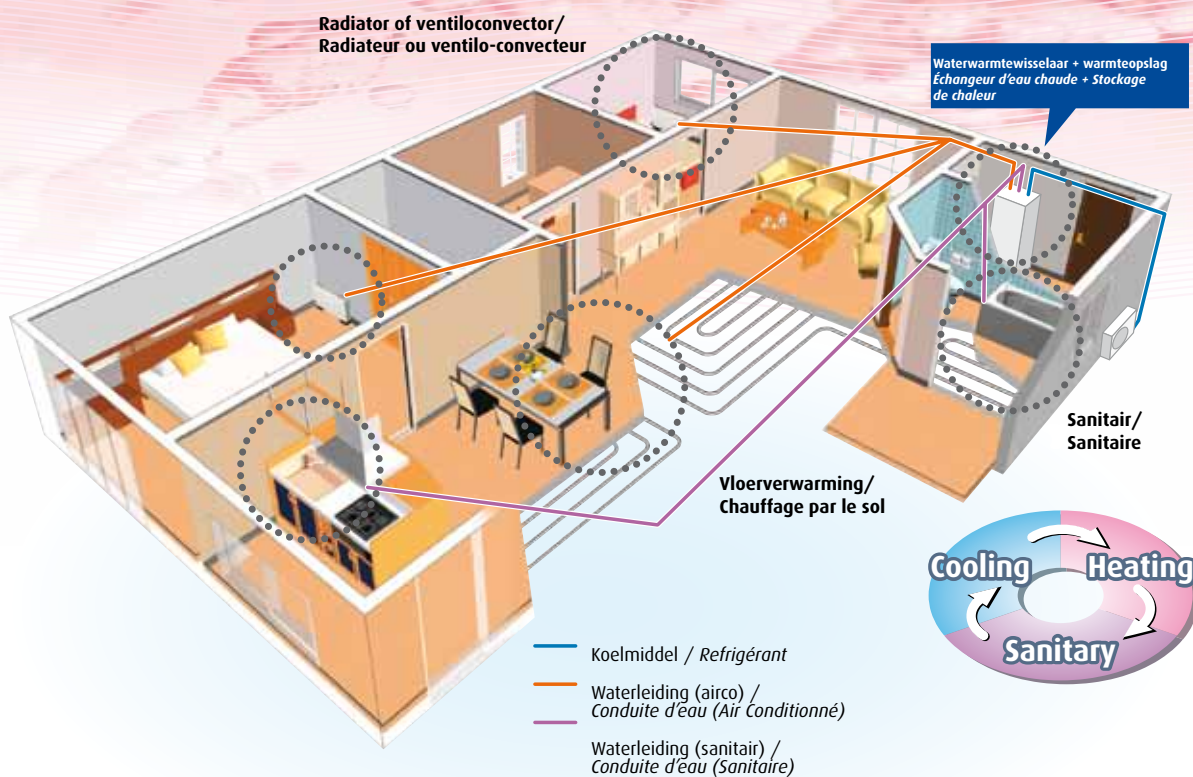 Radiator of ventiloconvector/
Radiateur ou ventilo-convecteur
Waterwarmtewisselaar + warmteopslag
Échangeur d'eau chaude + Stockage
de chaleur
Sanitair/
Sanitaire
Vloerverwarming/
Chauffage par le sol
Cooling
Heating
Sanitary
Koelmiddel / Refrigérant
Waterleiding (airco) /
Conduite d'eau (Air Conditionné)
Waterleiding (sanitair) /
Conduite d'eau (Sanitaire)